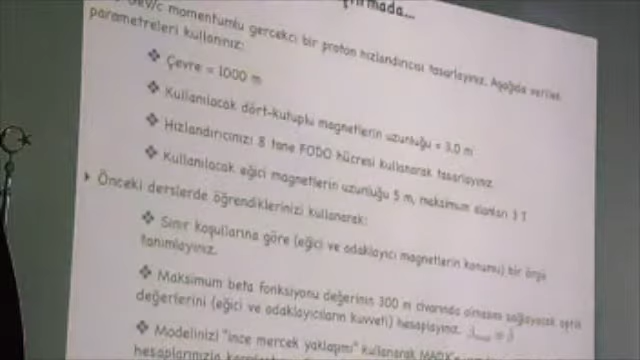 GeV/c momentumlu gerçekçi bir proton hızlandırıcısı tasarlayınız. Aşağıda verilen
parametreleri kullanınız:
❖ Çevre = 1000 m
❖ Kullanılacak dört-kutuplu magnetlerin uzunluğu = 3.0 m
❖ Hızlandırıcınızı 8 tane FODO hücresi kullanarak tasarlayınız
❖ Kullanılacak eğici magnetlerin uzunluğu 5 m, maksimum alanları 3 T
Önceki derslerde öğrendiklerinizi kullanarak:
❖ Sınır koşullarına göre (eğici ve odaklayıcı magnetlerin konumu) bir örgü
tanımlayınız.
❖ Maksimum beta fonksiyonu değerinin 300 m civarında olmasını sağlayacak optik
değerlerini (eğici ve odaklayıcıların kuvveti) hesaplayınız.
❖ Modelinizi "ince mercek yaklaşımı" kullanarak
hesaplarınızla